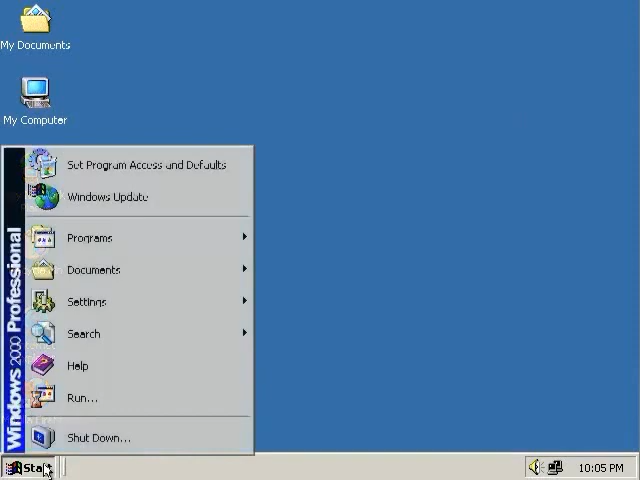 My Documents
My Computer
Set Program Access and Defaults
Windows Update
Programs
Documents
Settings
Search
Help
Run...
Shut Down...
Windows 2000 Professional
Start
10:05 PM